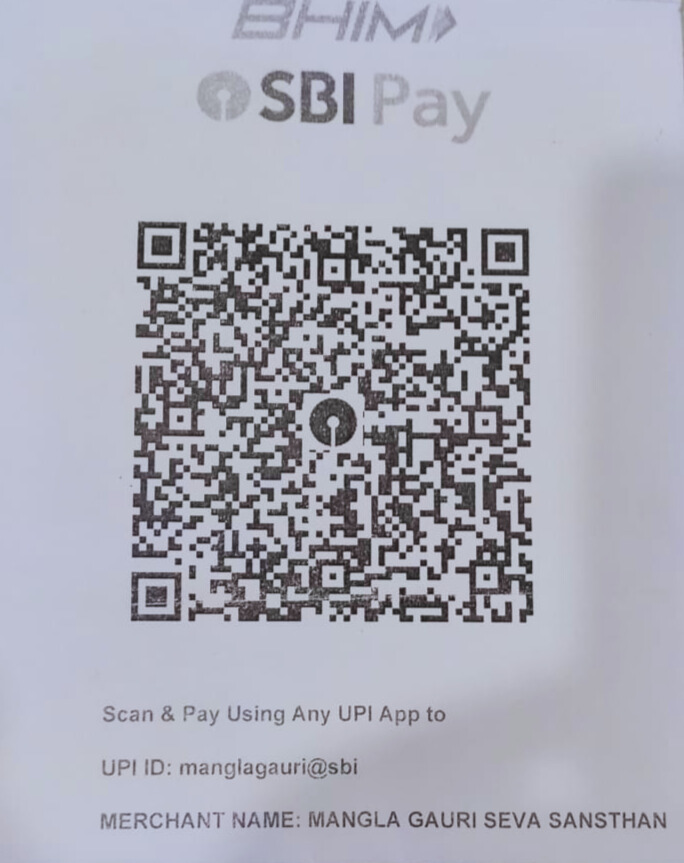 BHIM
SBI Pay
Scan & Pay Using Any UPI App to
UPI ID: manglagauri@sbi
MERCHANT NAME: MANGLA GAURI SEVA SANSTHAN